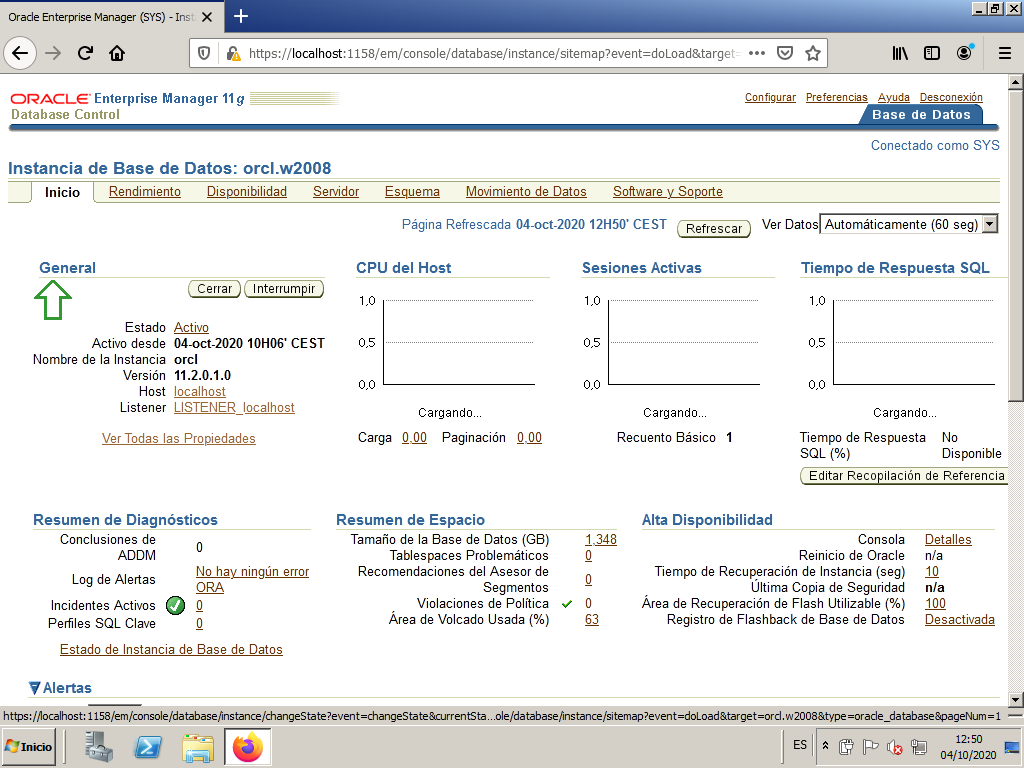 Oracle Enterprise Manager (SYS) - Inst
https://localhost:1158/em/console/database/instance/sitemap?event=doLoad&target=
ORACLE Enterprise Manager 11g
Database Control
Configurar Preferencias Ayuda Desconexión
Base de Datos
Conectado como SYS
Instancia de Base de Datos: orcl.w2008
Inicio Rendimiento Disponibilidad Servidor Esquema Movimiento de Datos Software y Soporte
Página Refrescada 04-oct-2020 12H50' CEST Refrescar Ver Datos Automáticamente (60 seg)
General
Cerrar Interrumpir
Estado Activo
Activo desde 04-oct-2020 10H06' CEST
Nombre de la Instancia orcl
Versión 11.2.0.1.0
Host localhost
Listener LISTENER_localhost
Ver Todas las Propiedades
CPU del Host
1,0
0,5
0,0
Cargando...
Carga 0,00 Paginación 0,00
Sesiones Activas
1,0
0,5
0,0
Cargando...
Recuento Básico 1
Tiempo de Respuesta SQL
1,0
0,5
0,0
Cargando...
Tiempo de Respuesta No
SQL (%) Disponible
Editar Recopilación de Referencia
Resumen de Diagnósticos
Conclusiones de
ADDM 0
Log de Alertas No hay ningún error
ORA
Incidentes Activos 0
Perfiles SQL Clave 0
Estado de Instancia de Base de Datos
Resumen de Espacio
Tamaño de la Base de Datos (GB) 1,348
Tablespaces Problemáticos 0
Recomendaciones del Asesor de
Segmentos 0
Violaciones de Política 0
Área de Volcado Usada (%) 63
Alta Disponibilidad
Consola Detalles
Reinicio de Oracle n/a
Tiempo de Recuperación de Instancia (seg) 10
Última Copia de Seguridad n/a
Área de Recuperación de Flash Utilizable (%) 100
Registro de Flashback de Base de Datos Desactivada
Alertas
https://localhost:1158/em/console/database/instance/changeState?event=changeState&currentSta...ole/database/instance/sitemap?event=doLoad&target=orcl.w2008&type=oracle_database&pageNum=1
Inicio
ES
12:50
04/10/2020